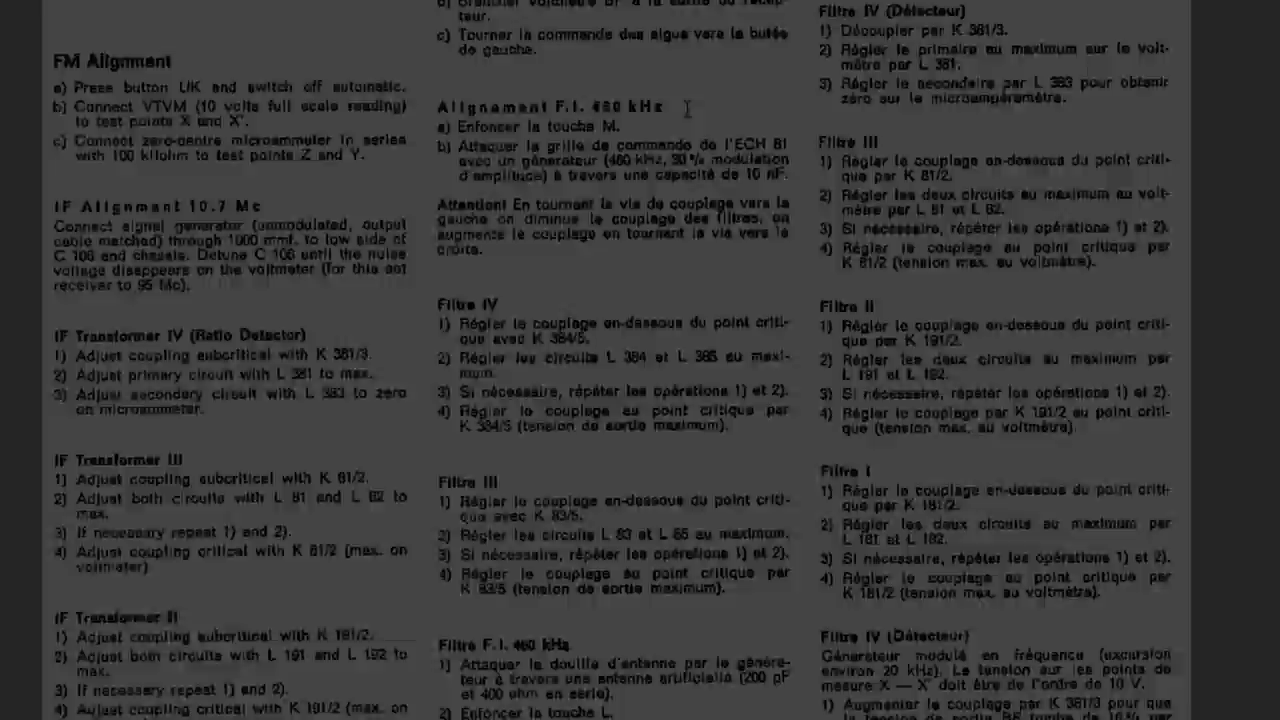 FM Alignment
a) Press button UK and switch off automatic.
b) Connect VTVM (10 volts full scale reading)
to test points X and X'.
c) Connect zero-centre microammeter in series
with 100 kilohm to test points Z and Y.
IF Alignment 10.7 Mc
Connect signal generator (unmodulated, output
cable matched) through 1000 mmf. to low side of
C 106 and chassis. Detune C 106 until the noise
voltage disappears on the voltmeter (for this set
receiver to 95 Mc).
IF Transformer IV (Ratio Detector)
1) Adjust coupling subcritical with K 381/3.
2) Adjust primary circuit with L 381 to max.
3) Adjust secondary circuit with L 383 to zero
on microammeter.
IF Transformer III
1) Adjust coupling subcritical with K 81/2.
2) Adjust both circuits with L 81 and L 82 to
max.
3) If necessary repeat 1) and 2).
4) Adjust coupling critical with K 81/2 (max. on
voltmeter)
IF Transformer II
1) Adjust coupling subcritical with K 191/2.
2) Adjust both circuits with L 191 and L 192 to
max.
3) If necessary repeat 1) and 2).
4) Adjust coupling critical with K 191/2 (max. on
teur.
c) Tourner la commande des aigus vers la butée
de gauche.
Alignement F.I. 460 kHz
a) Enfoncer la touche M.
b) Attaquer la grille de commande de l'ECH 81
avec un générateur (460 kHz, 30 % modulation
d'amplitude) à travers une capacité de 10 nF.
Attention! En tournant la vis de couplage vers la
gauche on diminue le couplage des filtres, on
augmente le couplage en tournant la vis vers la
droite.
Filtre IV
1) Régler le couplage en-dessous du point criti-
que avec K 384/5.
2) Régler les circuits L 384 et L 385 au maxi-
mum.
3) Si nécessaire, répéter les opérations 1) et 2).
4) Régler le couplage au point critique par
K 384/5 (tension de sortie maximum).
Filtre III
1) Régler le couplage en-dessous du point criti-
que avec K 83/5.
2) Régler les circuits L 83 et L 85 au maximum.
3) Si nécessaire, répéter les opérations 1) et 2).
4) Régler le couplage au point critique par
K 83/5 (tension de sortie maximum).
Filtre F.I. 460 kHz
1) Attaquer la douille d'antenne par le généra-
teur à travers une antenne artificielle (200 pF
et 400 ohm en série).
2) Enfoncer la touche L.
Filtre IV (Détecteur)
1) Découpler par K 381/3.
2) Régler le primaire au maximum sur le volt-
mètre par L 381.
3) Régler le secondaire par L 383 pour obtenir
zéro sur le microampèremètre.
Filtre III
1) Régler le couplage en-dessous du point criti-
que par K 81/2.
2) Régler les deux circuits au maximum au volt-
mètre par L 81 et L 82.
3) Si nécessaire, répéter les opérations 1) et 2).
4) Régler le couplage au point critique par
K 81/2 (tension max. au voltmètre).
Filtre II
1) Régler le couplage en-dessous du point criti-
que par K 191/2.
2) Régler les deux circuits au maximum par
L 191 et L 192.
3) Si nécessaire, répéter les opérations 1) et 2).
4) Régler le couplage par K 191/2 au point criti-
que (tension max. au voltmètre).
Filtre I
1) Régler le couplage en-dessous du point criti-
que par K 181/2.
2) Régler les deux circuits au maximum par
L 181 et L 182.
3) Si nécessaire, répéter les opérations 1) et 2).
4) Régler le couplage au point critique par
K 181/2 (tension max. au voltmètre).
Filtre IV (Détecteur)
Générateur modulé en fréquence (excursion
environ 20 kHz). La tension sur les points de
mesure X — X' doit être de l'ordre de 10 V.
1) Augmenter le couplage par K 381/3 pour que